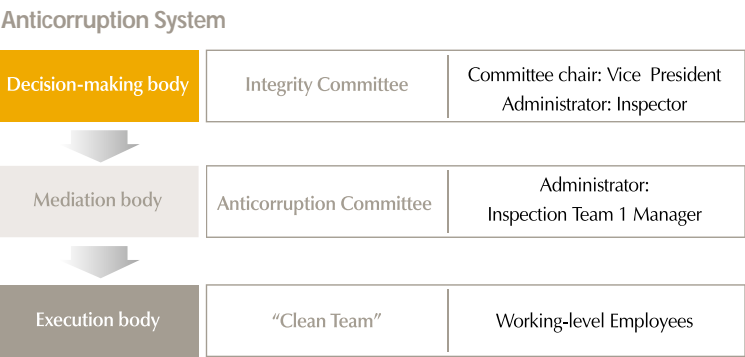 Anticorruption System
Decision-making body
Integrity Committee
Committee chair: Vice President
Administrator: Inspector
Mediation body
Anticorruption Committee
Administrator:
Inspection Team 1 Manager
Execution body
“Clean Team”
Working-level Employees